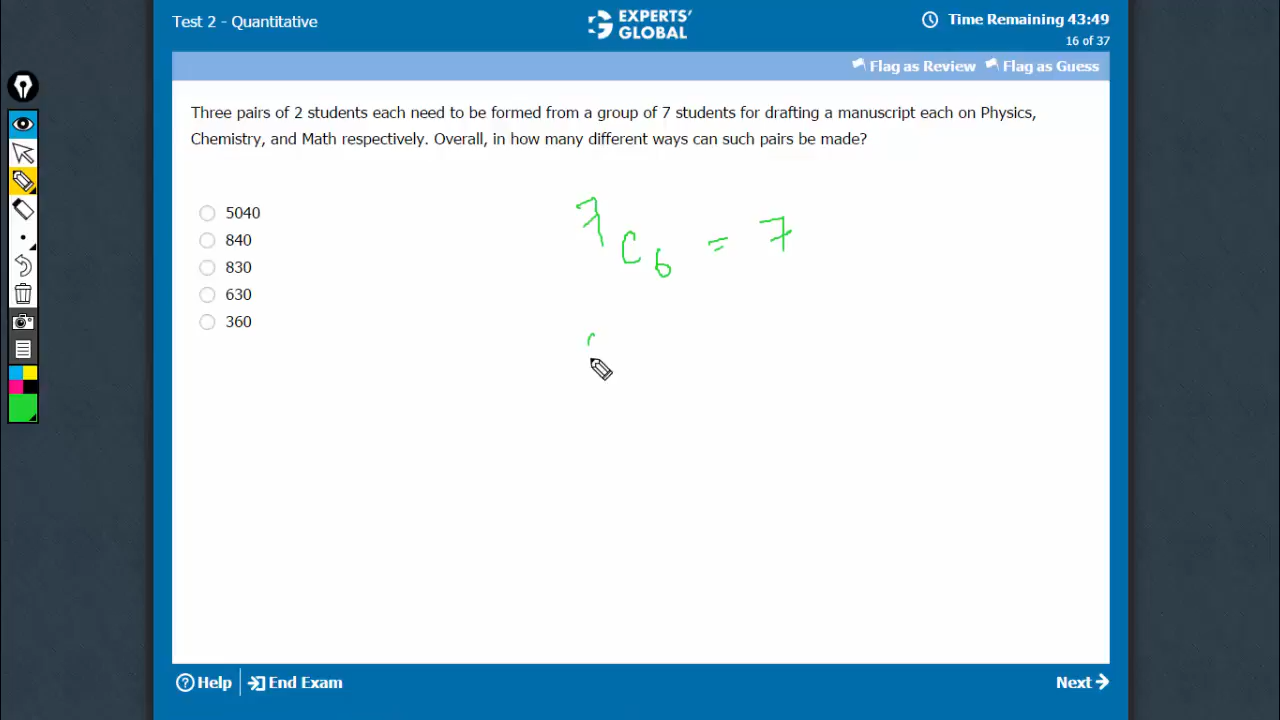 Test 2 - Quantitative
EXPERTS'
GLOBAL
Time Remaining 43:49
16 of 37
Flag as Review
Flag as Guess
Three pairs of 2 students each need to be formed from a group of 7 students for drafting a manuscript each on Physics,
Chemistry, and Math respectively. Overall, in how many different ways can such pairs be made?
5040
840
830
630
360
7 C 6 = 7
Help
End Exam
Next